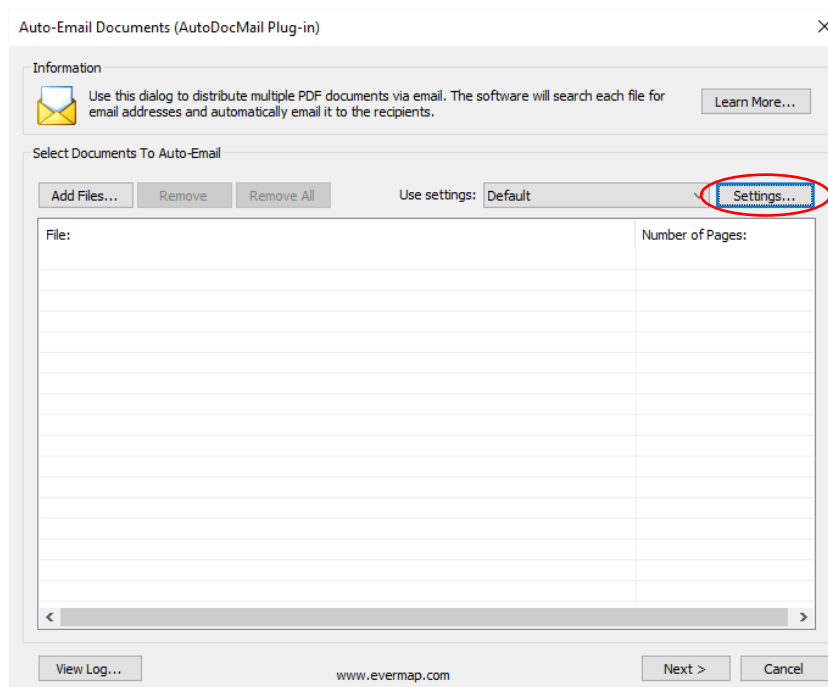 Auto-Email Documents (AutoDocMail Plug-in)
Information
Use this dialog to distribute multiple PDF documents via email. The software will search each file for
email addresses and automatically email it to the recipients.
Learn More...
Select Documents To Auto-Email
Add Files... Remove Remove All Use settings: Default Settings...
File: Number of Pages:
View Log... www.evermap.com Next > Cancel